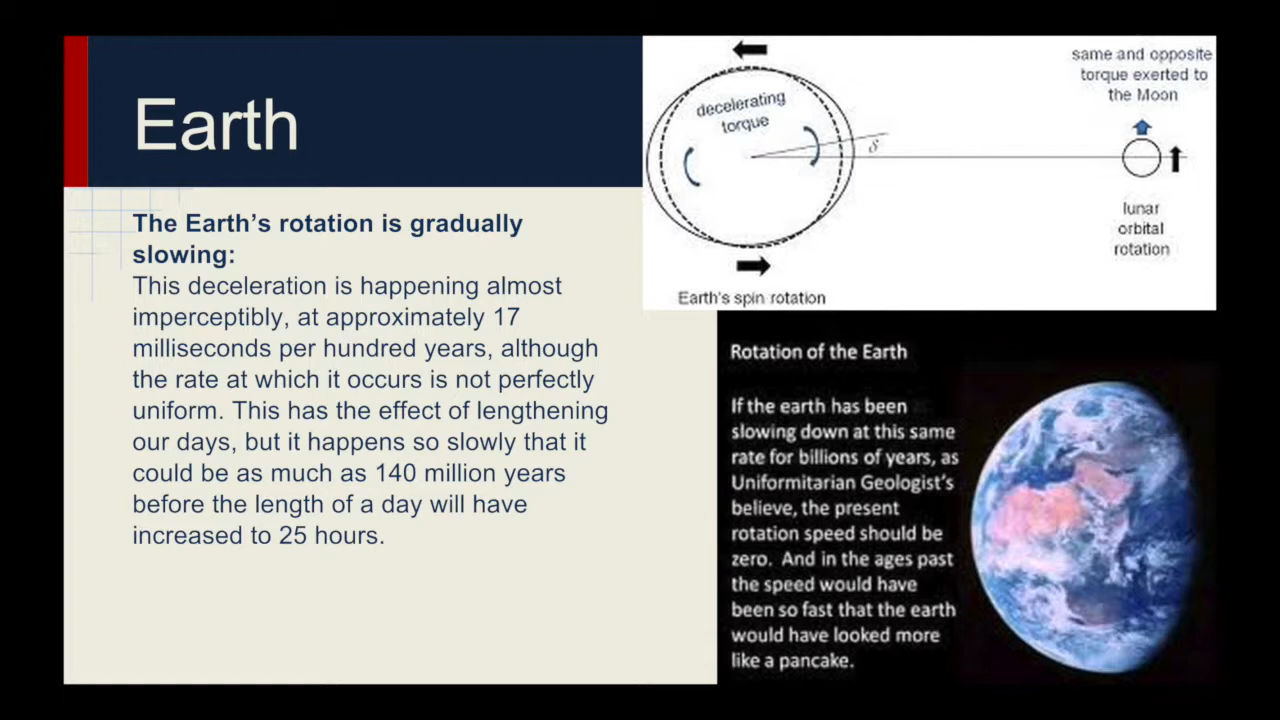 Earth
The Earth’s rotation is gradually
slowing:
This deceleration is happening almost
imperceptibly, at approximately 17
milliseconds per hundred years, although
the rate at which it occurs is not perfectly
uniform. This has the effect of lengthening
our days, but it happens so slowly that it
could be as much as 140 million years
before the length of a day will have
increased to 25 hours.
decelerating
torque
δ
Earth's spin rotation
same and opposite
torque exerted to
the Moon
lunar
orbital
rotation
Rotation of the Earth
If the earth has been
slowing down at this same
rate for billions of years, as
Uniformitarian Geologist’s
believe, the present
rotation speed should be
zero. And in the ages past
the speed would have
been so fast that the earth
would have looked more
like a pancake.